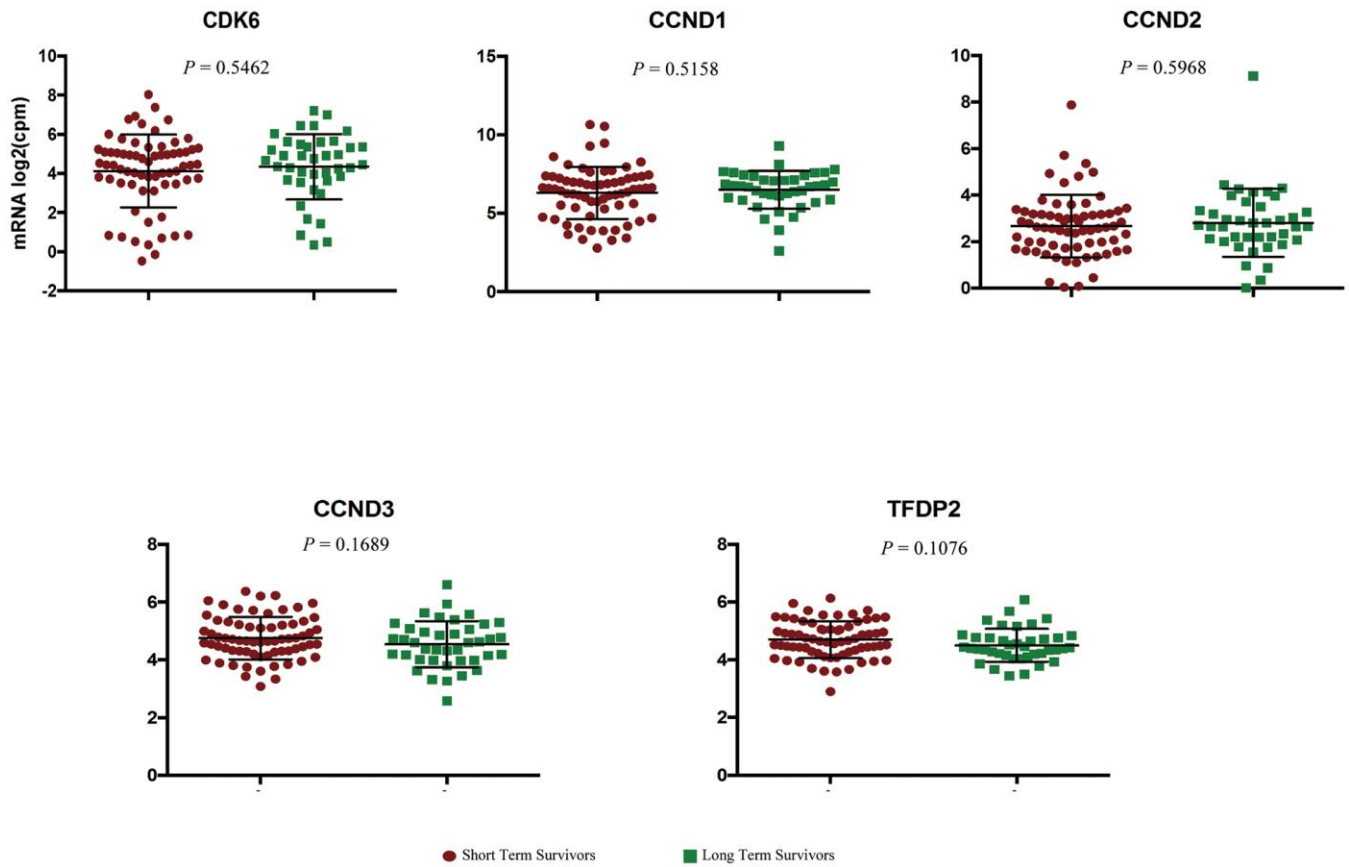 CDK6
CCND1
CCND2
P = 0.5462
P = 0.5158
P = 0.5968
mRNA log2(cpm)
10
8
6
4
2
0
-2
15
10
5
0
10
8
6
4
2
0
CCND3
TFDP2
P = 0.1689
P = 0.1076
8
6
4
2
0
-
-
8
6
4
2
0
-
-
Short Term Survivors
Long Term Survivors